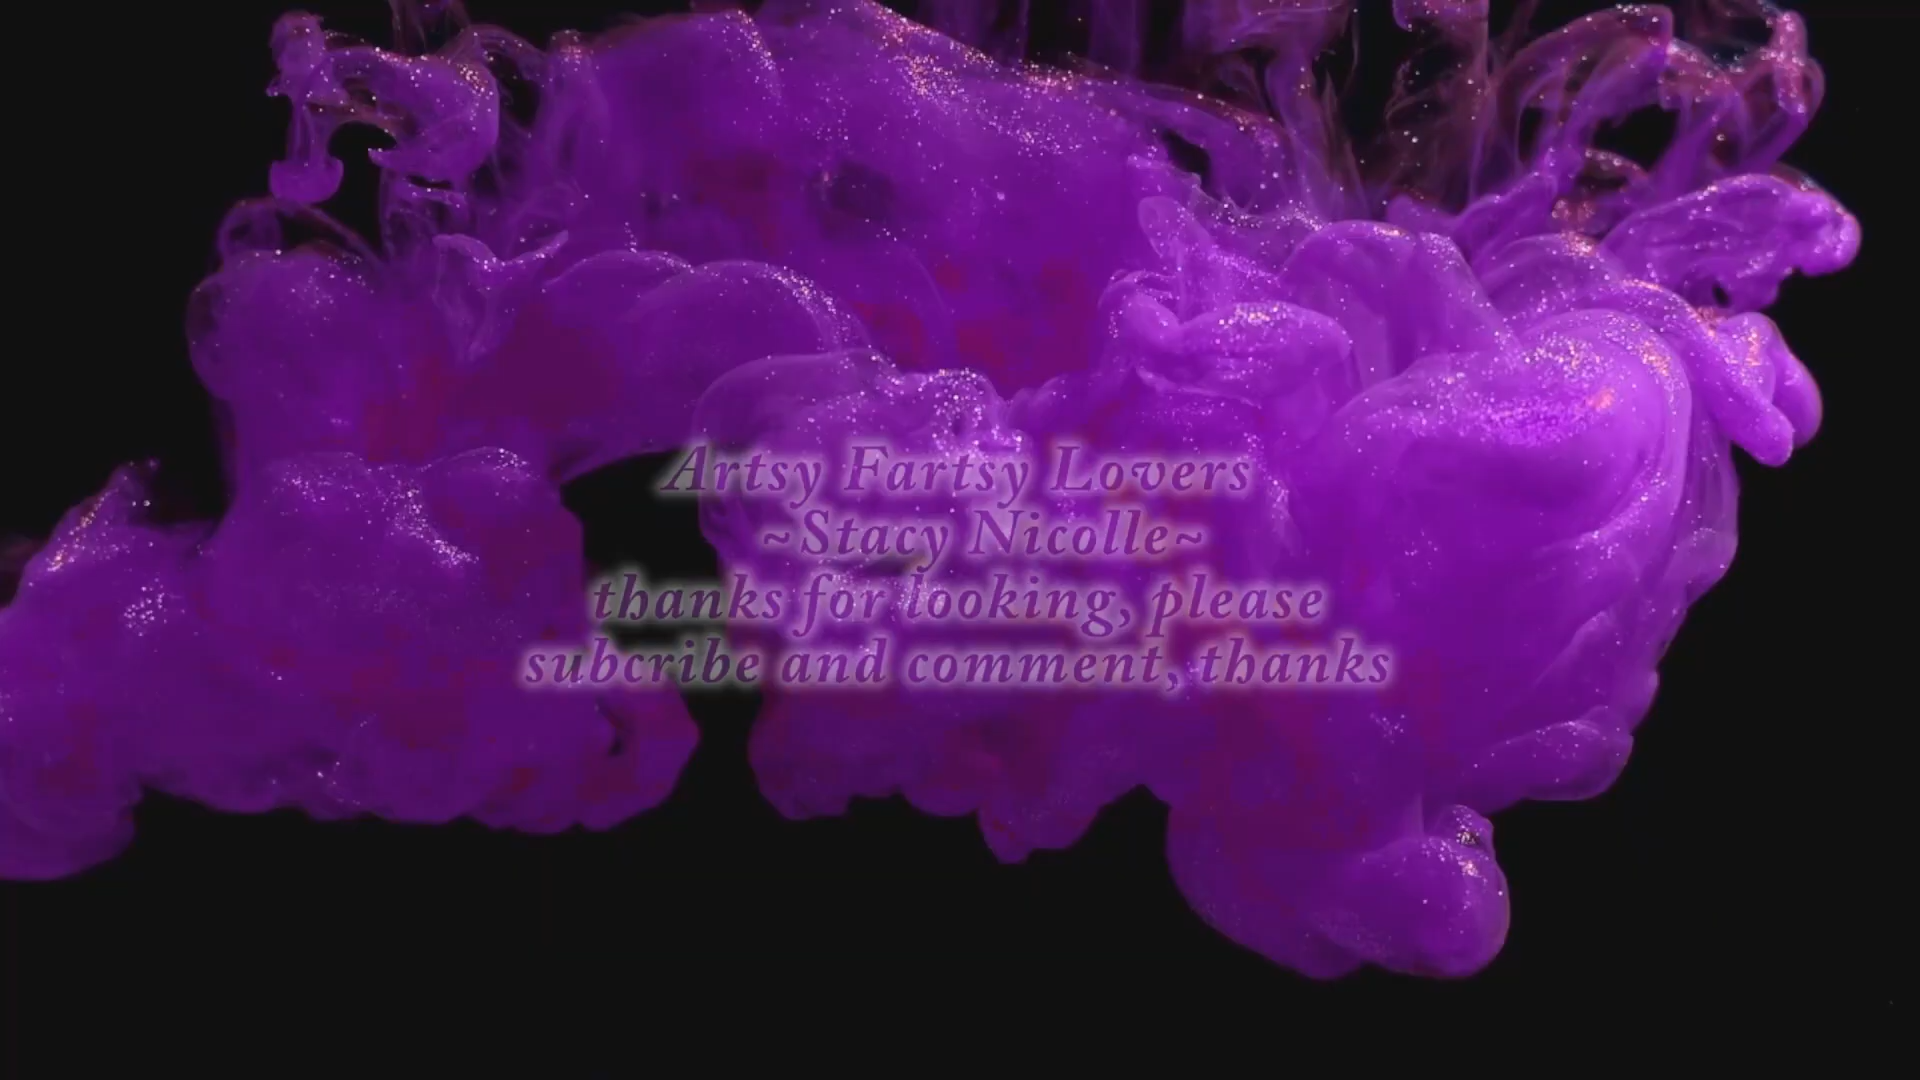 Artsy Fartsy Lovers
~Stacy Nicolle~
thanks for looking, please
subcribe and comment, thanks